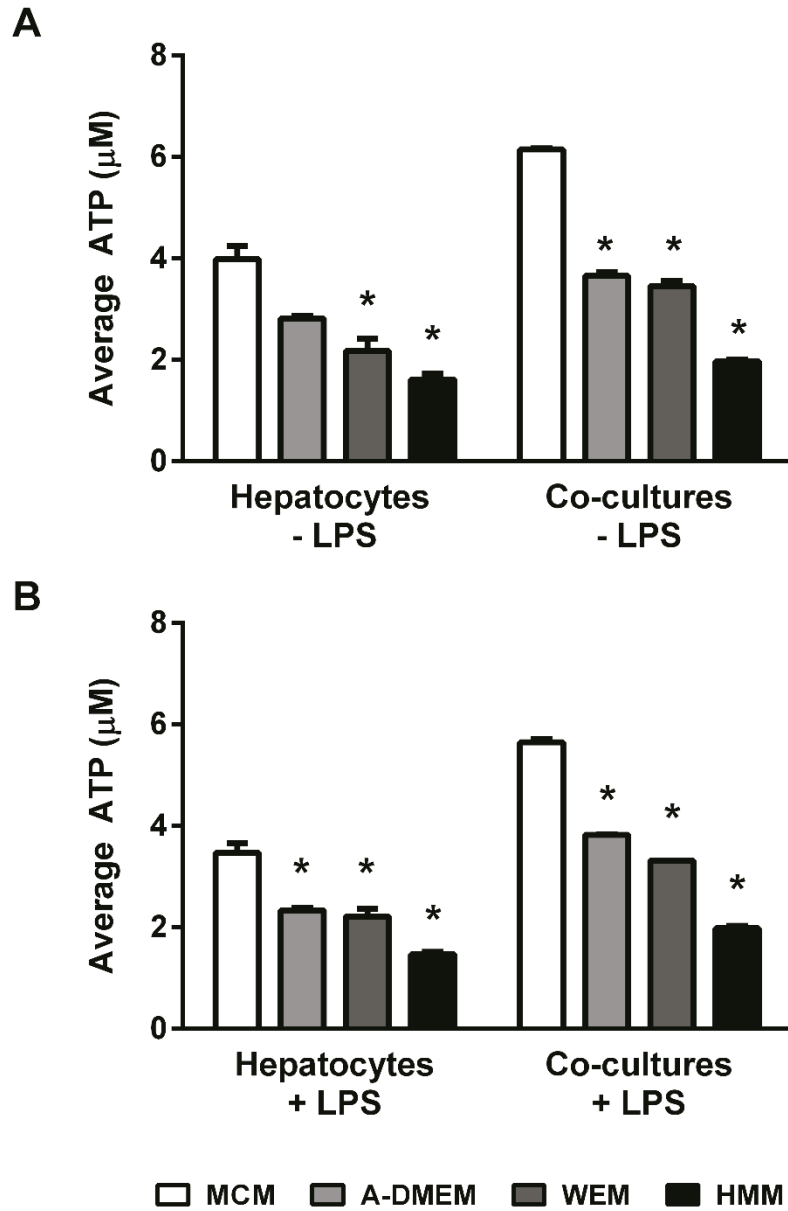 A
Average ATP (μM)
8
6
4
2
0
* * * * *
Hepatocytes
- LPS
Co-cultures
- LPS
B
Average ATP (μM)
8
6
4
2
0
* * * * * *
Hepatocytes
+ LPS
Co-cultures
+ LPS
MCM A-DMEM WEM HMM